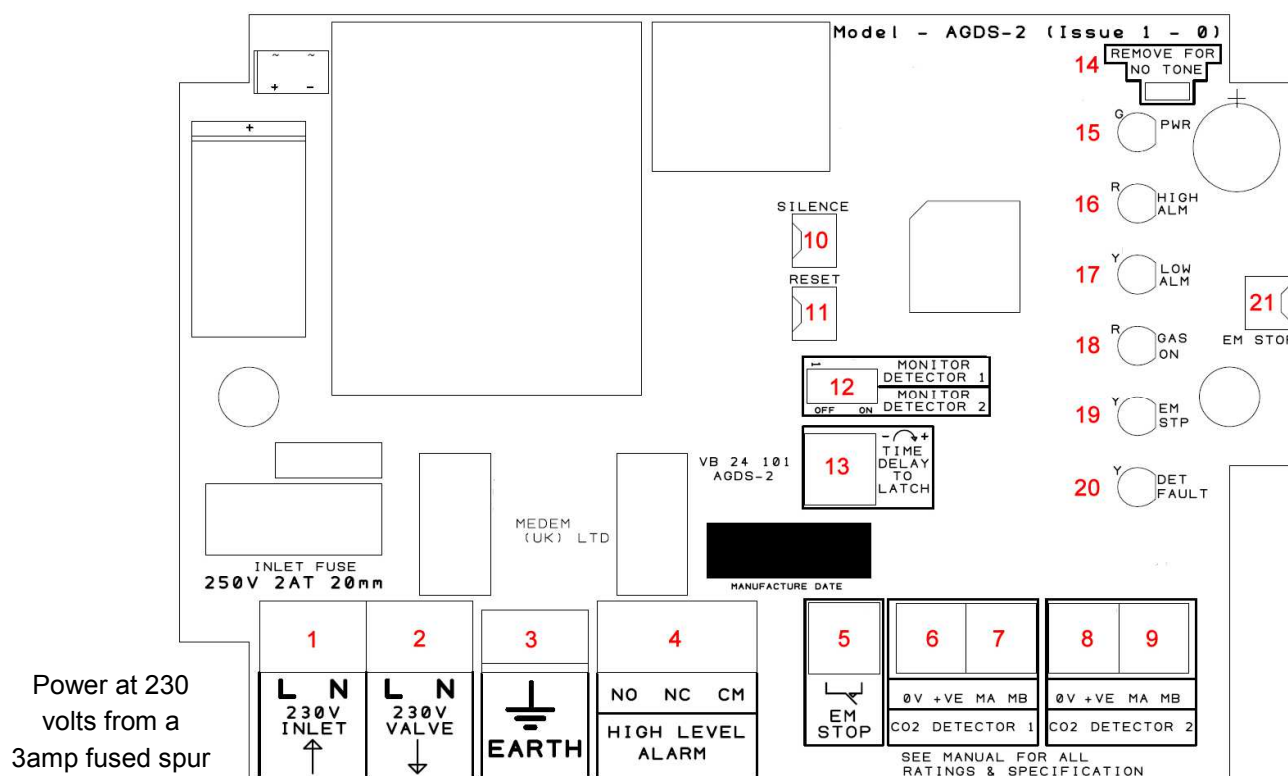 Model - AGDS-2 (Issue 1 - 0)
14
REMOVE FOR
NO TONE
~ ~
+ -
+
15
G
PWR
+
SILENCE
10
16
R
HIGH
ALM
RESET
11
17
Y
LOW
ALM
21
EM STOP
18
R
GAS
ON
1
12
OFF ON
MONITOR
DETECTOR 1
MONITOR
DETECTOR 2
19
Y
EM
STP
VB 24 101
AGDS-2
13
- +
TIME
DELAY
TO
LATCH
20
Y
DET
FAULT
MEDEM
(UK) LTD
INLET FUSE
250V 2AT 20mm
MANUFACTURE DATE
1 2 3 4 5 6 7 8 9
Power at 230
volts from a
3amp fused spur
L N
230V
INLET
L N
230V
VALVE
EARTH
NO NC CM
HIGH LEVEL
ALARM
EM
STOP
0V +VE MA MB
CO2 DETECTOR 1
0V +VE MA MB
CO2 DETECTOR 2
SEE MANUAL FOR ALL
RATINGS & SPECIFICATION